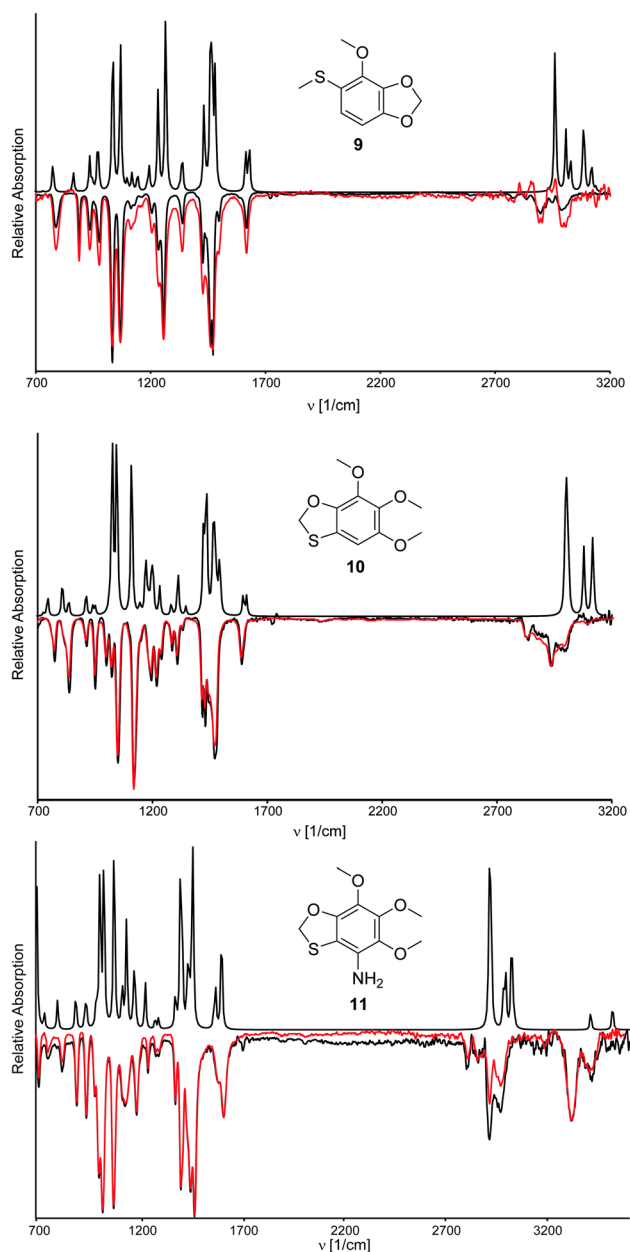 Relative Absorption
O
S
O
O
9
700 1200 1700 2200 2700 3200
ν [1/cm]
Relative Absorption
O
O
O
S
O
10
700 1200 1700 2200 2700 3200
ν [1/cm]
Relative Absorption
O
O
O
S
O
NH2
11
700 1200 1700 2200 2700 3200
ν [1/cm]